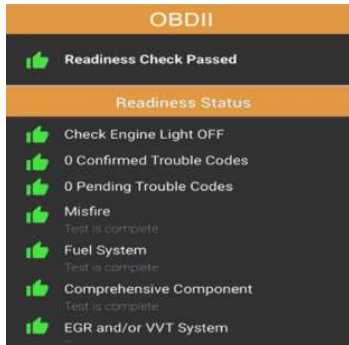 OBDII
Readiness Check Passed
Readiness Status
Check Engine Light OFF
0 Confirmed Trouble Codes
0 Pending Trouble Codes
Misfire
Test is complete
Fuel System
Test is complete
Comprehensive Component
Test is complete
EGR and/or VVT System